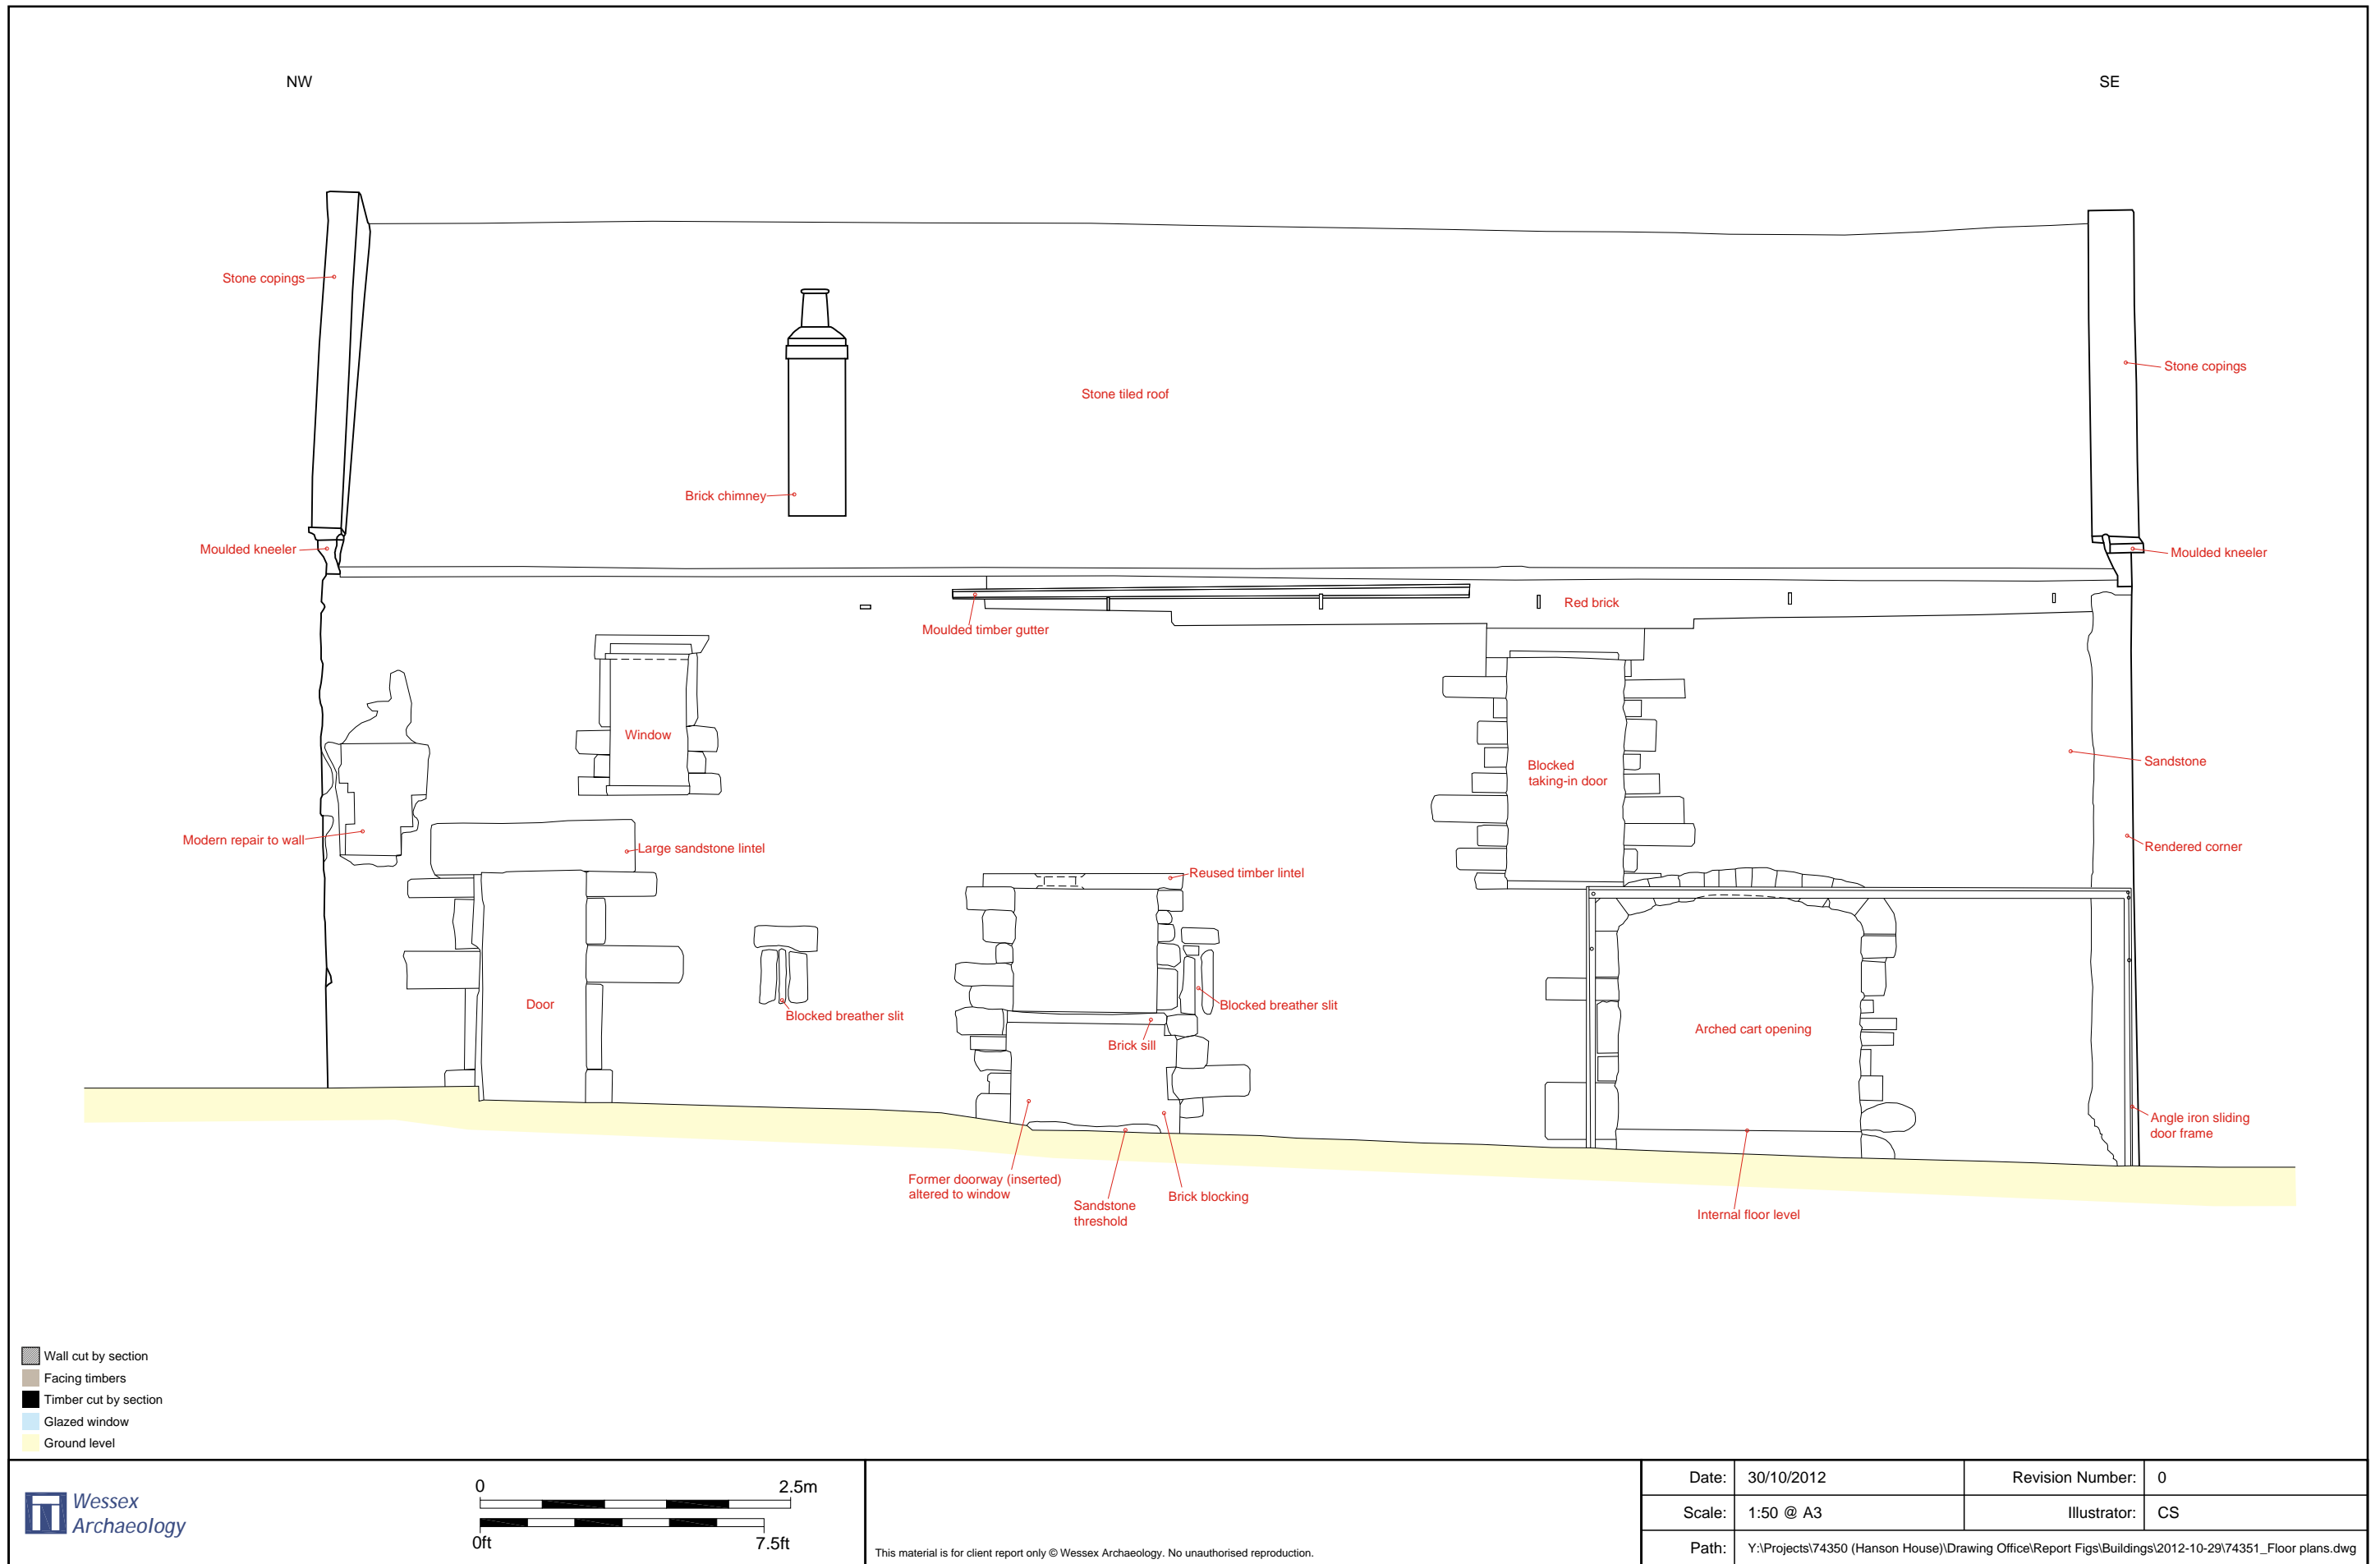 NW
SE
Stone copings
Stone copings
Stone tiled roof
Brick chimney
Moulded kneeler
Moulded kneeler
Red brick
Moulded timber gutter
Window
Blocked
taking-in door
Sandstone
Modern repair to wall
Large sandstone lintel
Rendered corner
Reused timber lintel
Door
Blocked breather slit
Blocked breather slit
Brick sill
Arched cart opening
Angle iron sliding
door frame
Former doorway (inserted)
altered to window
Sandstone
threshold
Brick blocking
Internal floor level
Wall cut by section
Facing timbers
Timber cut by section
Glazed window
Ground level
Wessex
Archaeology
0 2.5m
0ft 7.5ft
This material is for client report only © Wessex Archaeology. No unauthorised reproduction.
Date: 30/10/2012 Revision Number: 0
Scale: 1:50 @ A3 Illustrator: CS
Path: Y:\Projects\74350 (Hanson House)\Drawing Office\Report Figs\Buildings\2012-10-29\74351_Floor plans.dwg